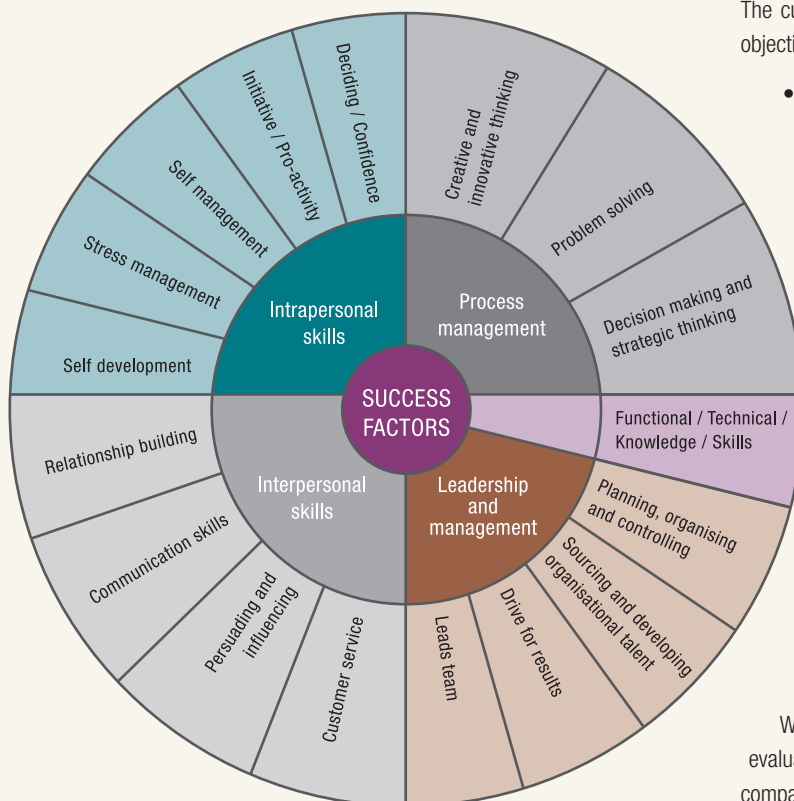 The
objecti
•
SUCCESS
FACTORS
Intrapersonal
skills
Deciding / Confidence
Initiative / Pro-activity
Self management
Stress management
Self development
Process
management
Creative and
innovative thinking
Problem solving
Decision making and
strategic thinking
Functional / Technical /
Knowledge / Skills
Leadership
and
management
Planning, organising
and controlling
Sourcing and developing
organisational talent
Drive for results
Leads team
Interpersonal
skills
Relationship building
Communication skills
Persuading and
influencing
Customer service
W
evalua
compa